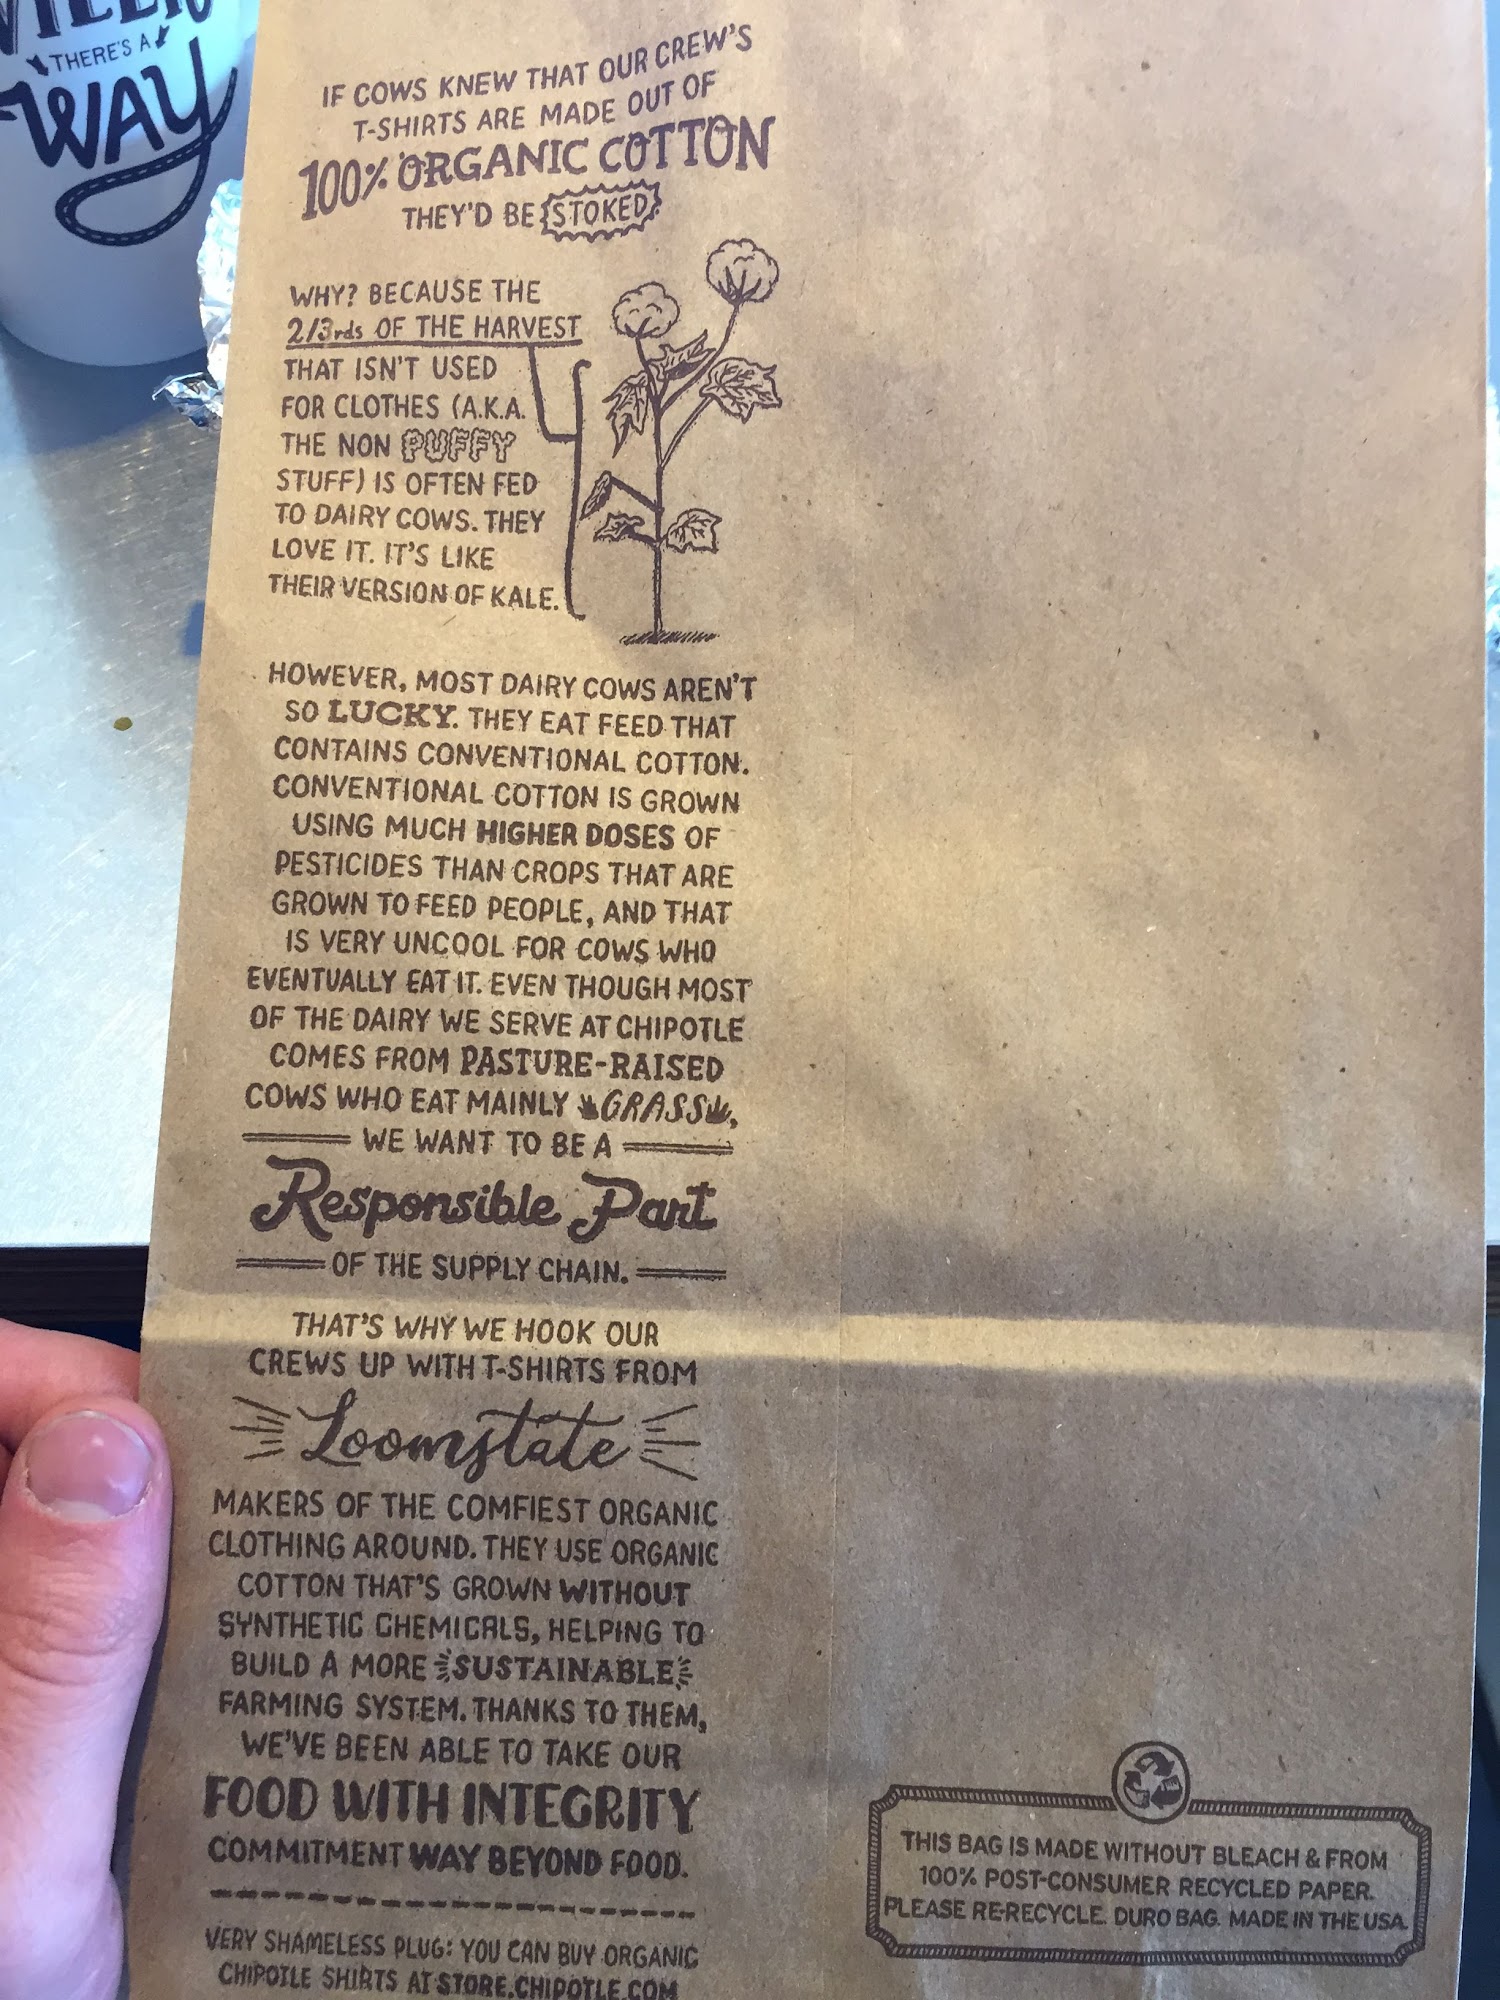 THERE'S A
WAY
IF COWS KNEW THAT OUR CREW'S
T-SHIRTS ARE MADE OUT OF
100% ORGANIC COTTON
THEY'D BE STOKED.
WHY? BECAUSE THE
2/3rds OF THE HARVEST
THAT ISN'T USED
FOR CLOTHES (A.K.A.
THE NON PUFFY
STUFF) IS OFTEN FED
TO DAIRY COWS. THEY
LOVE IT. IT'S LIKE
THEIR VERSION OF KALE.
HOWEVER, MOST DAIRY COWS AREN'T
SO LUCKY. THEY EAT FEED THAT
CONTAINS CONVENTIONAL COTTON.
CONVENTIONAL COTTON IS GROWN
USING MUCH HIGHER DOSES OF
PESTICIDES THAN CROPS THAT ARE
GROWN TO FEED PEOPLE, AND THAT
IS VERY UNCOOL FOR COWS WHO
EVENTUALLY EAT IT. EVEN THOUGH MOST
OF THE DAIRY WE SERVE AT CHIPOTLE
COMES FROM PASTURE-RAISED
COWS WHO EAT MAINLY GRASS,
WE WANT TO BE A
Responsible Part
OF THE SUPPLY CHAIN.
THAT'S WHY WE HOOK OUR
CREWS UP WITH T-SHIRTS FROM
Loomstate
MAKERS OF THE COMFIEST ORGANIC
CLOTHING AROUND. THEY USE ORGANIC
COTTON THAT'S GROWN WITHOUT
SYNTHETIC CHEMICALS, HELPING TO
BUILD A MORE SUSTAINABLE
FARMING SYSTEM. THANKS TO THEM,
WE'VE BEEN ABLE TO TAKE OUR
FOOD WITH INTEGRITY
COMMITMENT WAY BEYOND FOOD.
VERY SHAMELESS PLUG: YOU CAN BUY ORGANIC
CHIPOTLE SHIRTS AT STORE.CHIPOTLE.COM
THIS BAG IS MADE WITHOUT BLEACH & FROM
100% POST-CONSUMER RECYCLED PAPER.
PLEASE RE-RECYCLE. DURO BAG. MADE IN THE USA.